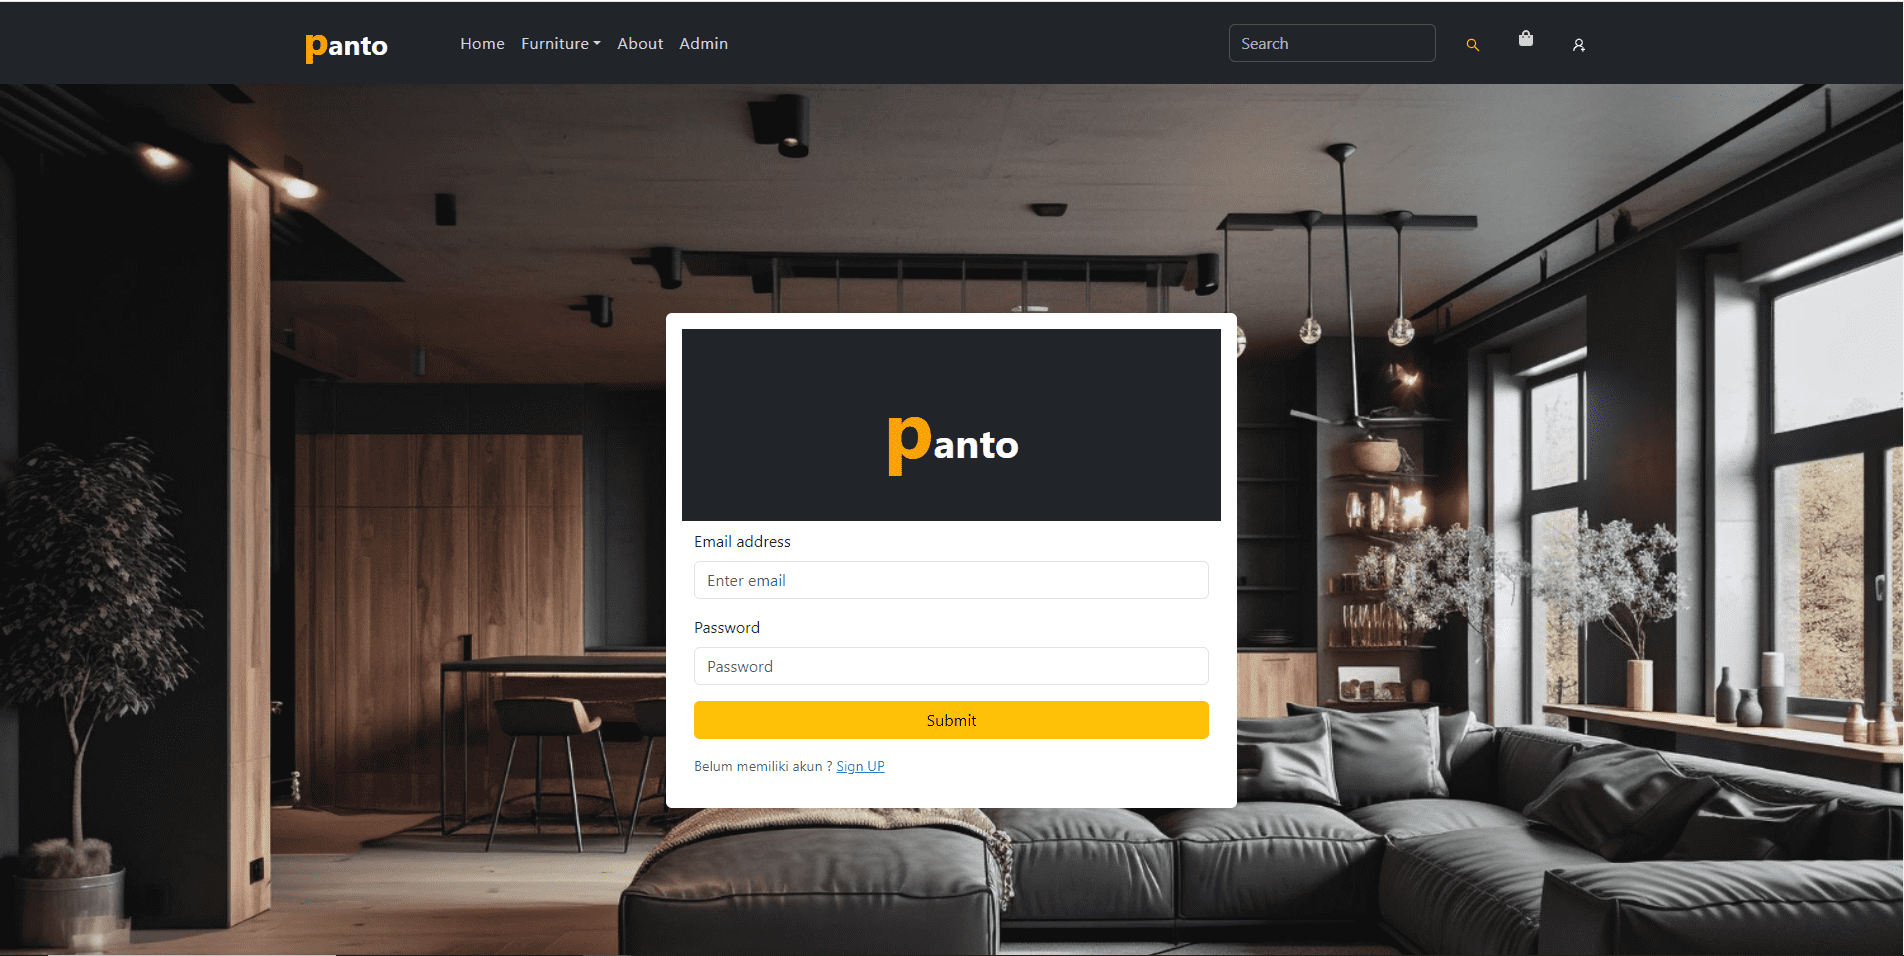 panto Home Furniture About Admin Search
panto
Email address
Enter email
Password
Password
Submit
Belum memiliki akun ? Sign UP